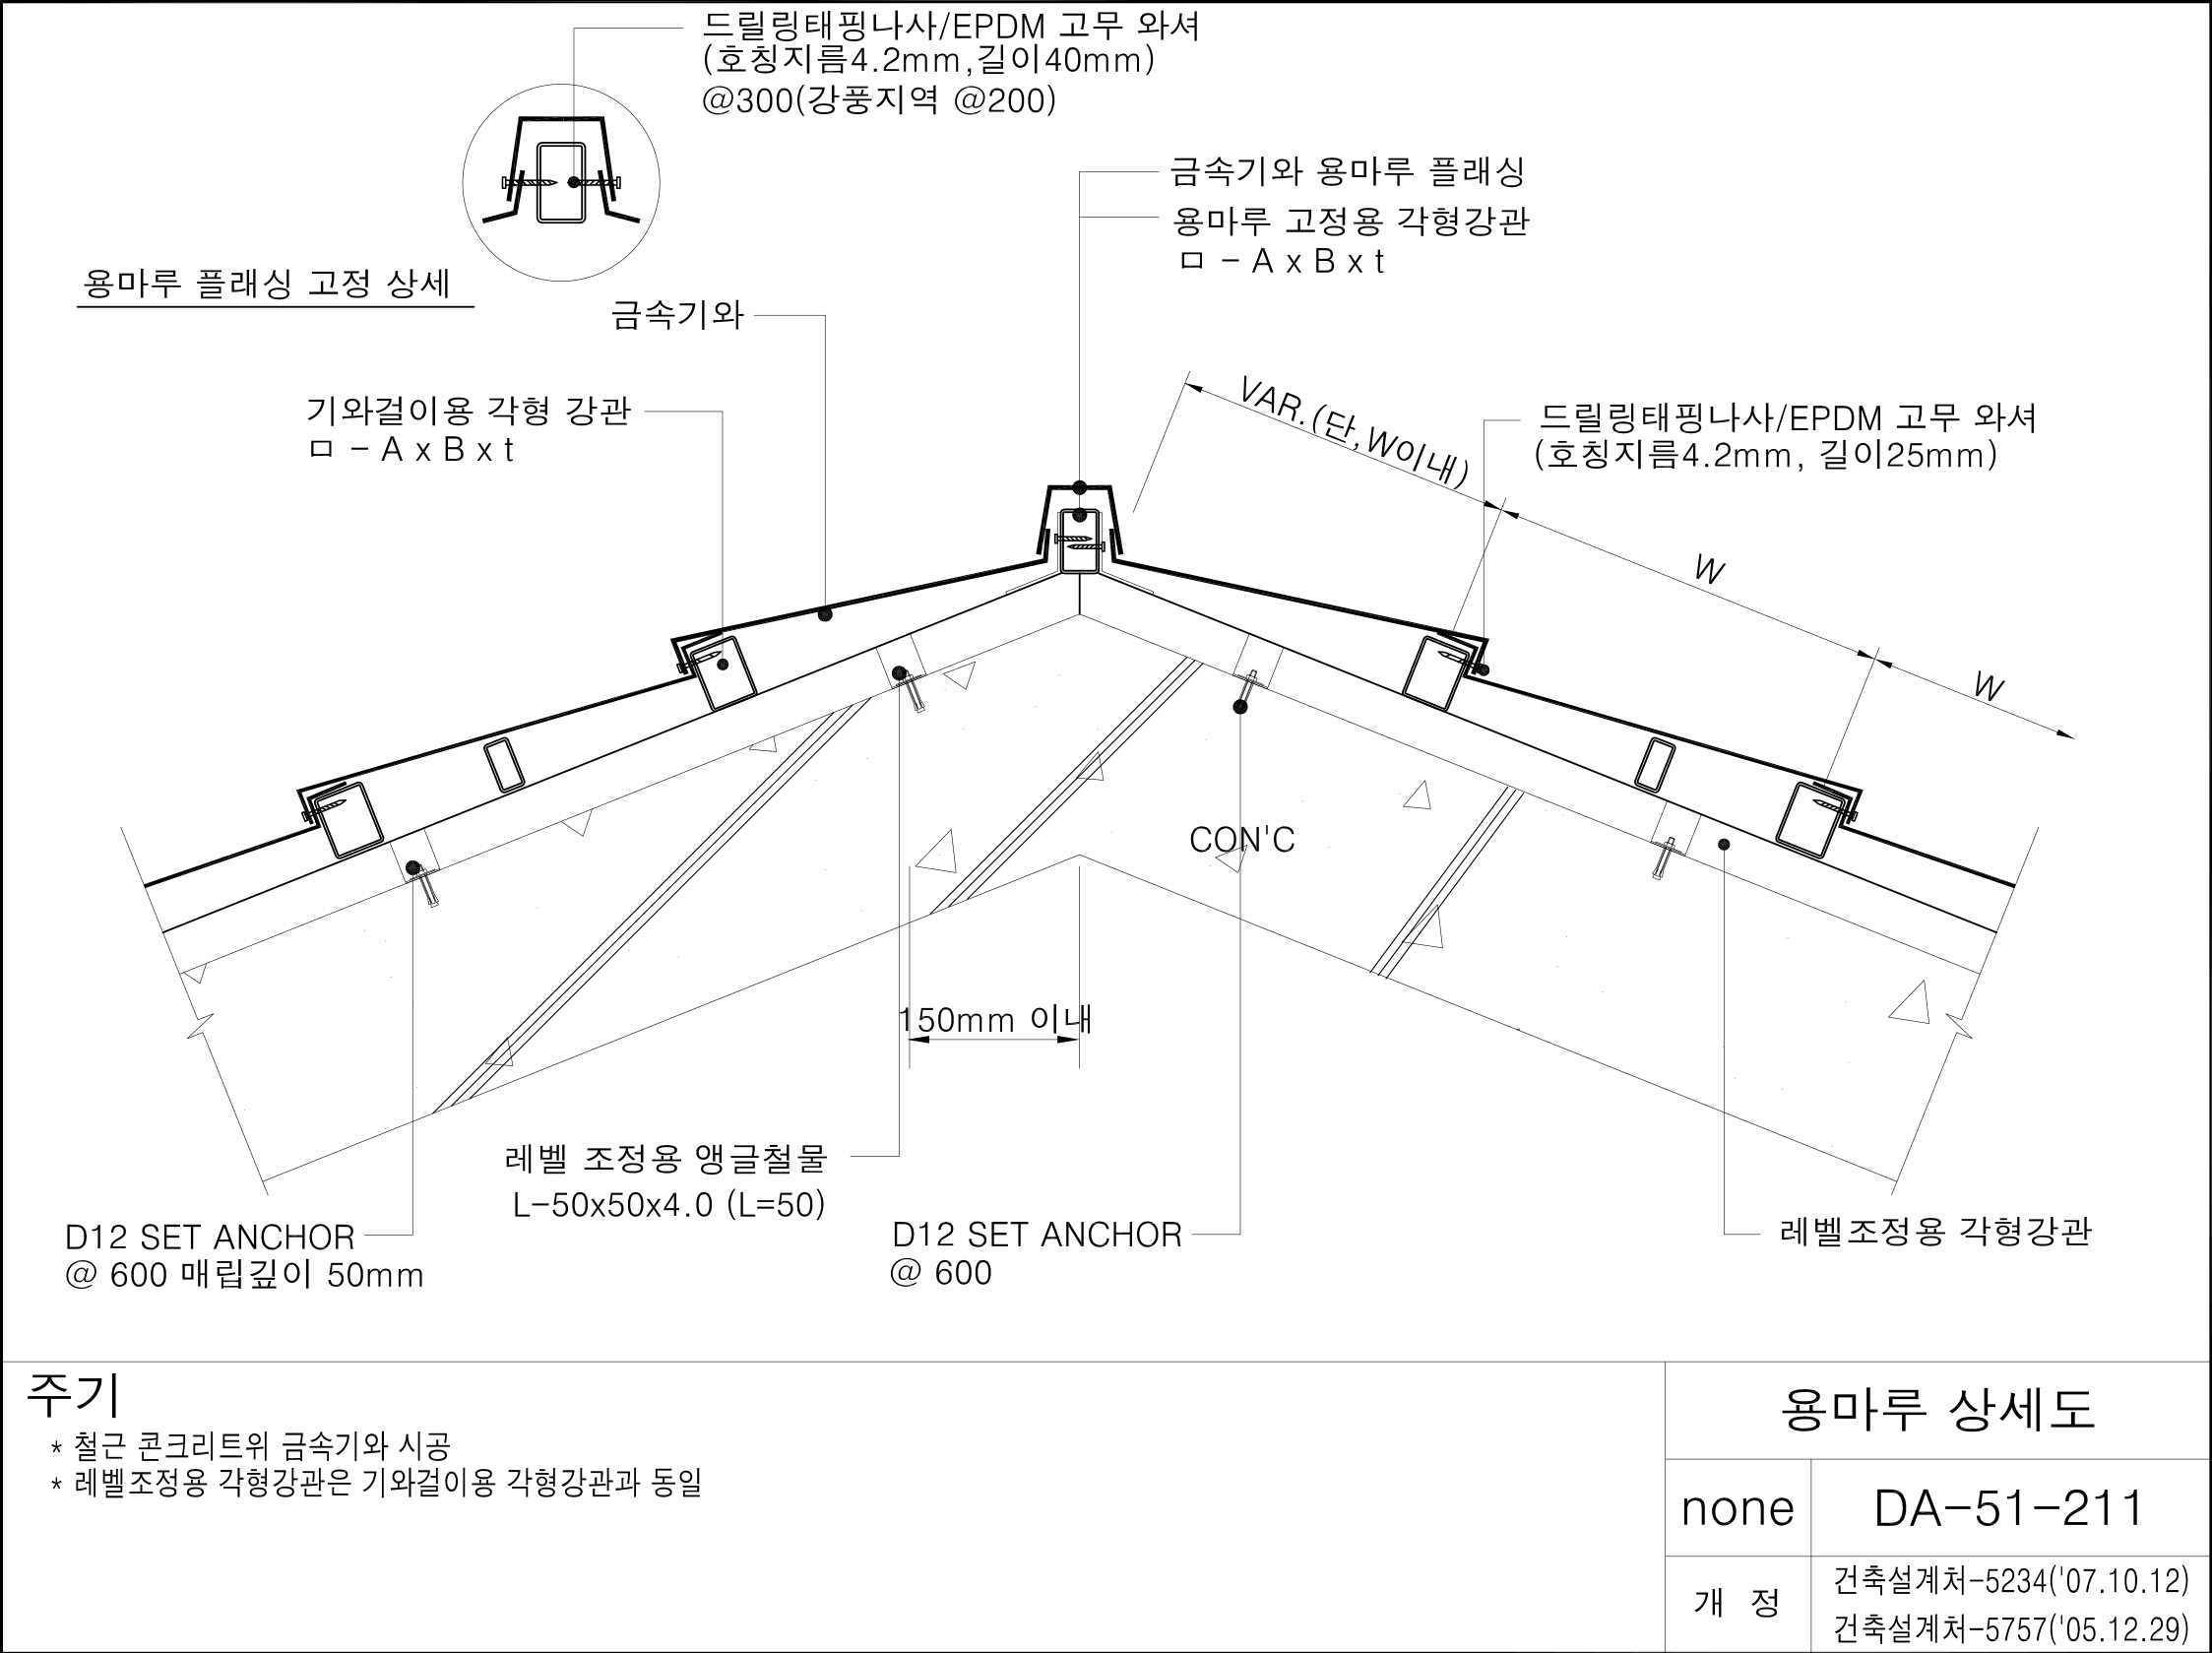 드릴링태핑나사/EPDM 고무 와셔
(호칭지름4.2mm,길이40mm)
@300(강풍지역 @200)
금속기와 용마루 플래싱
용마루 고정용 각형강관
ㅁ - A x B x t
용마루 플래싱 고정 상세
금속기와
기와걸이용 각형 강관
ㅁ - A x B x t
VAR.(단,W이내)
드릴링태핑나사/EPDM 고무 와셔
(호칭지름4.2mm, 길이25mm)
W
W
CON'C
150mm 이내
레벨 조정용 앵글철물
L-50x50x4.0 (L=50)
D12 SET ANCHOR
@ 600 매립깊이 50mm
D12 SET ANCHOR
@ 600
레벨조정용 각형강관
주기
* 철근 콘크리트위 금속기와 시공
* 레벨조정용 각형강관은 기와걸이용 각형강관과 동일
용마루 상세도
none
DA-51-211
개 정
건축설계처-5234('07.10.12)
건축설계처-5757('05.12.29)